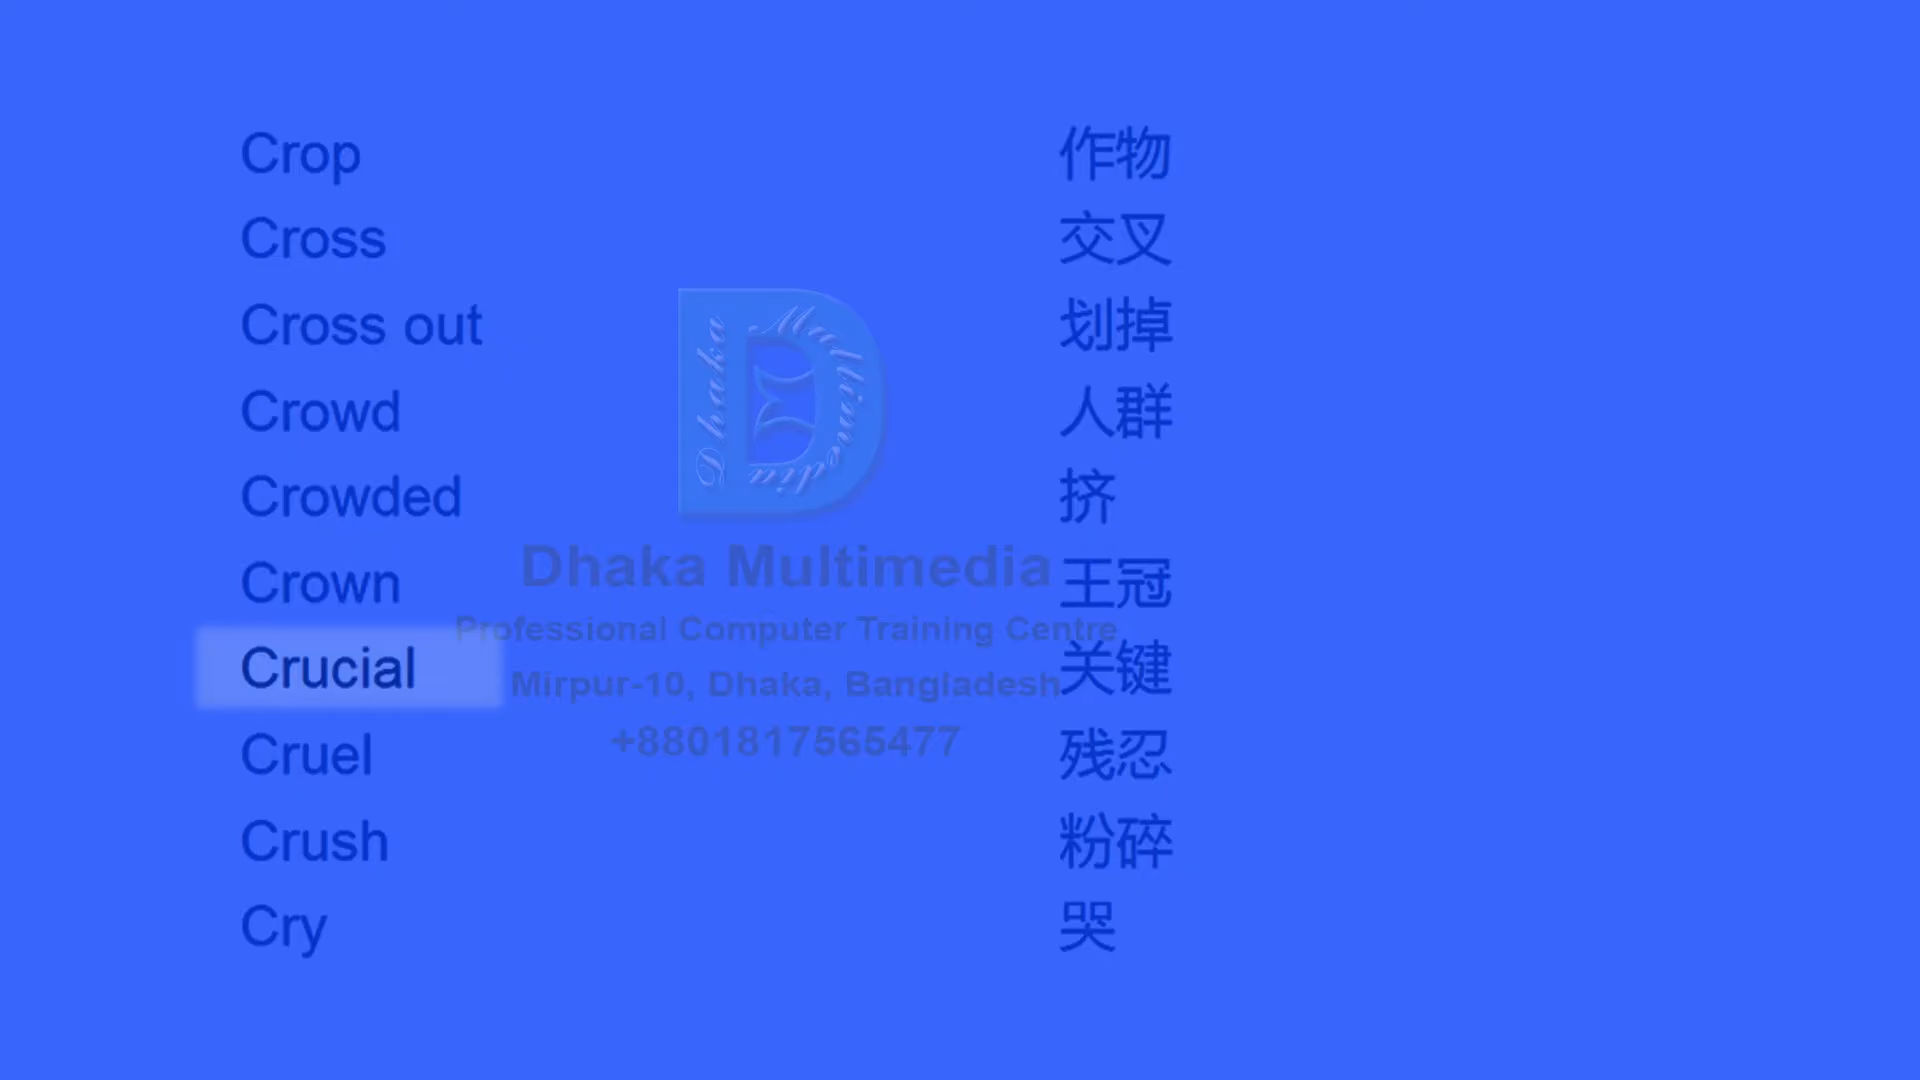 Crop 作物
Cross 交叉
Cross out 划掉
Crowd 人群
Crowded 挤
Crown 王冠
Crucial 关键
Cruel 残忍
Crush 粉碎
Cry 哭
Dhaka Multimedia
Dhaka Multimedia
Professional Computer Training Centre
Mirpur-10, Dhaka, Bangladesh
+8801817565477